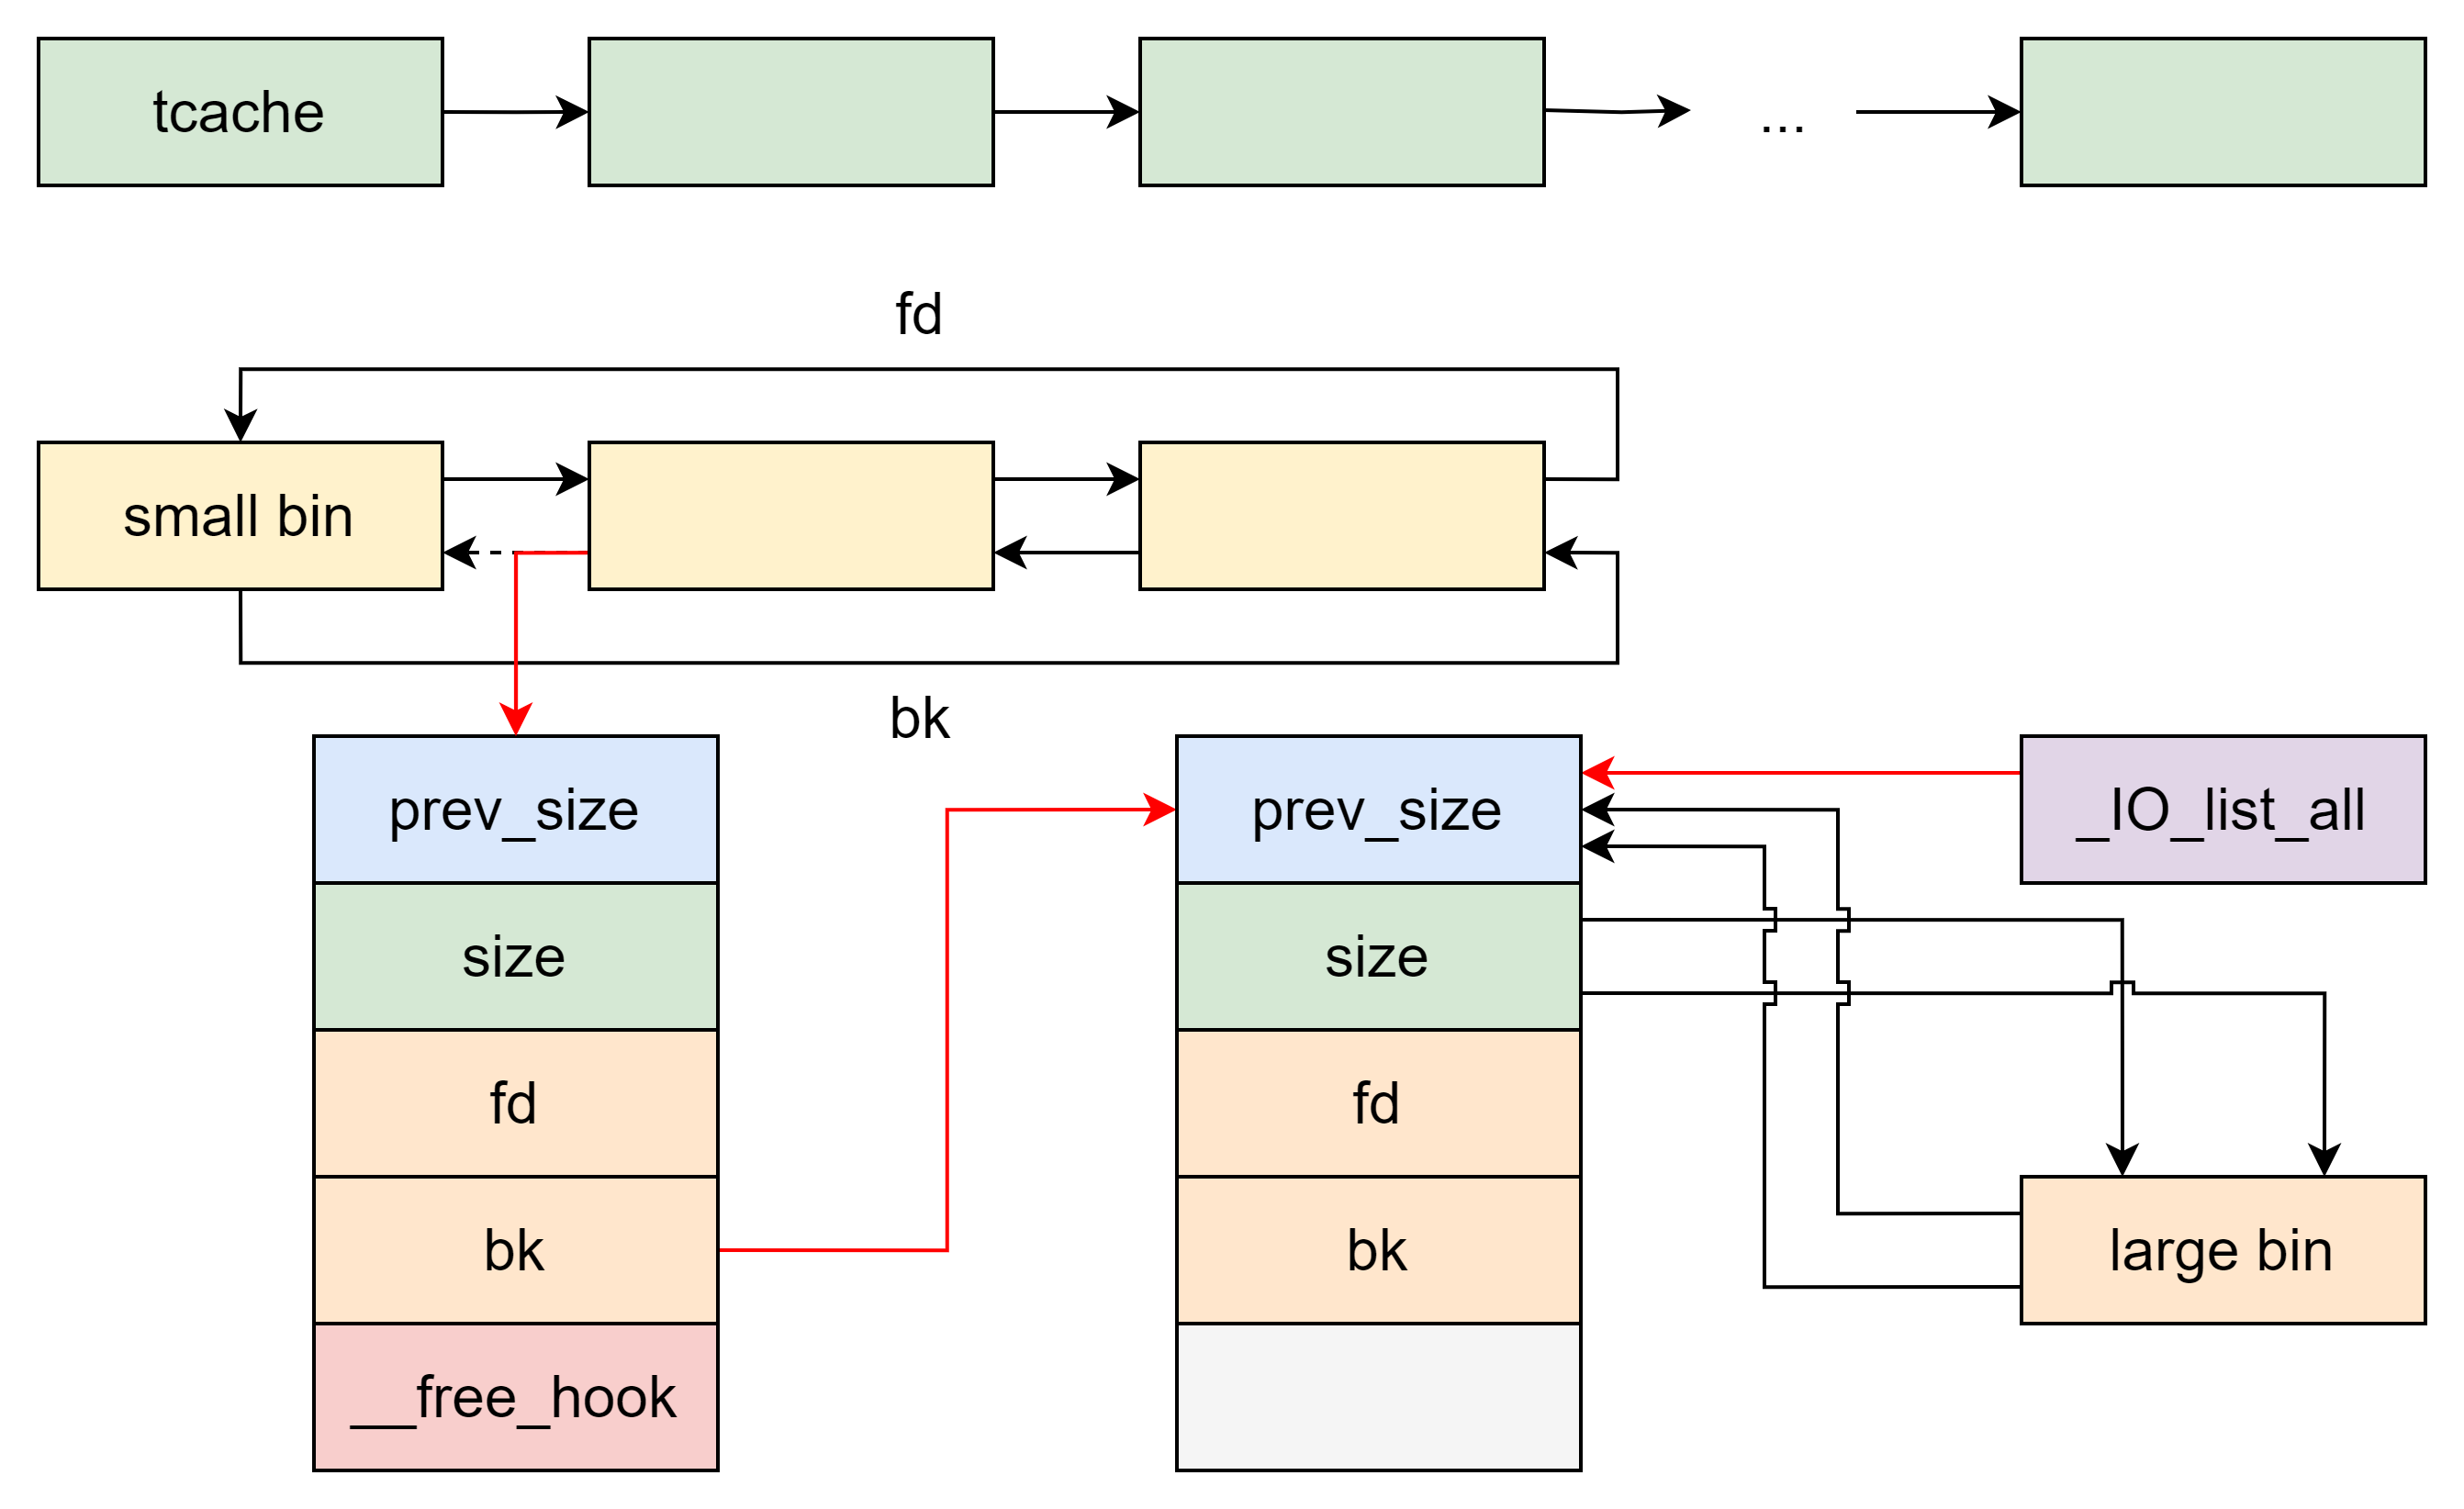 tcache
...
fd
small bin
bk
prev_size
size
fd
bk
__free_hook
prev_size
size
fd
bk
_IO_list_all
large bin